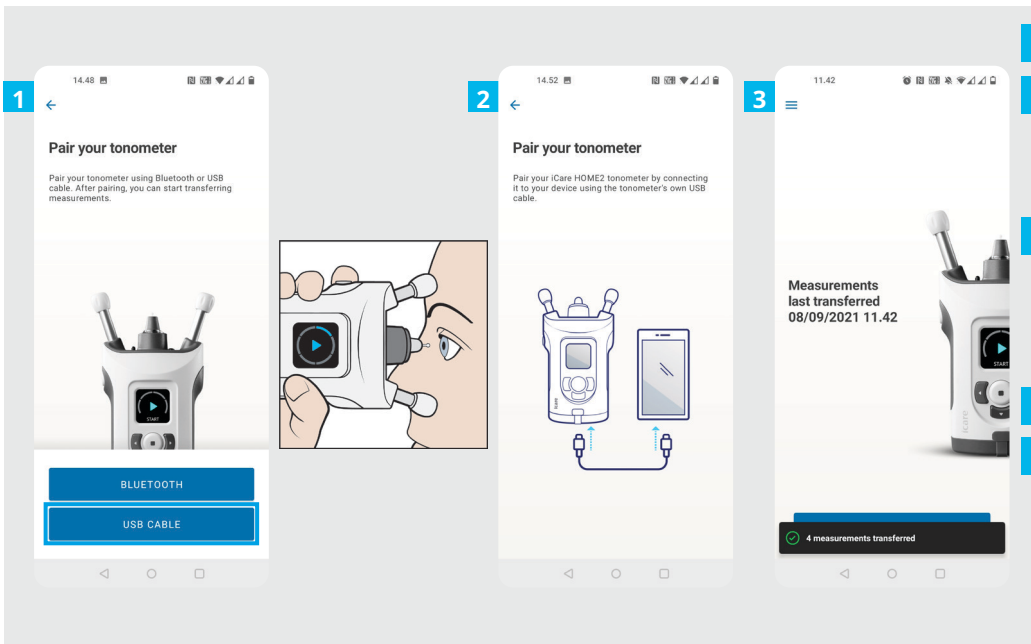 1
14.48
Pair your tonometer
Pair your tonometer using Bluetooth or USB
cable. After pairing, you can start transferring
measurements.
START
BLUETOOTH
USB CABLE
2
14.52
Pair your tonometer
Pair your iCare HOME2 tonometer by connecting
it to your device using the tonometer's own USB
cable.
icare
3
11.42
Measurements
last transferred
08/09/2021 11.42
START
icare
4 measurements transferred